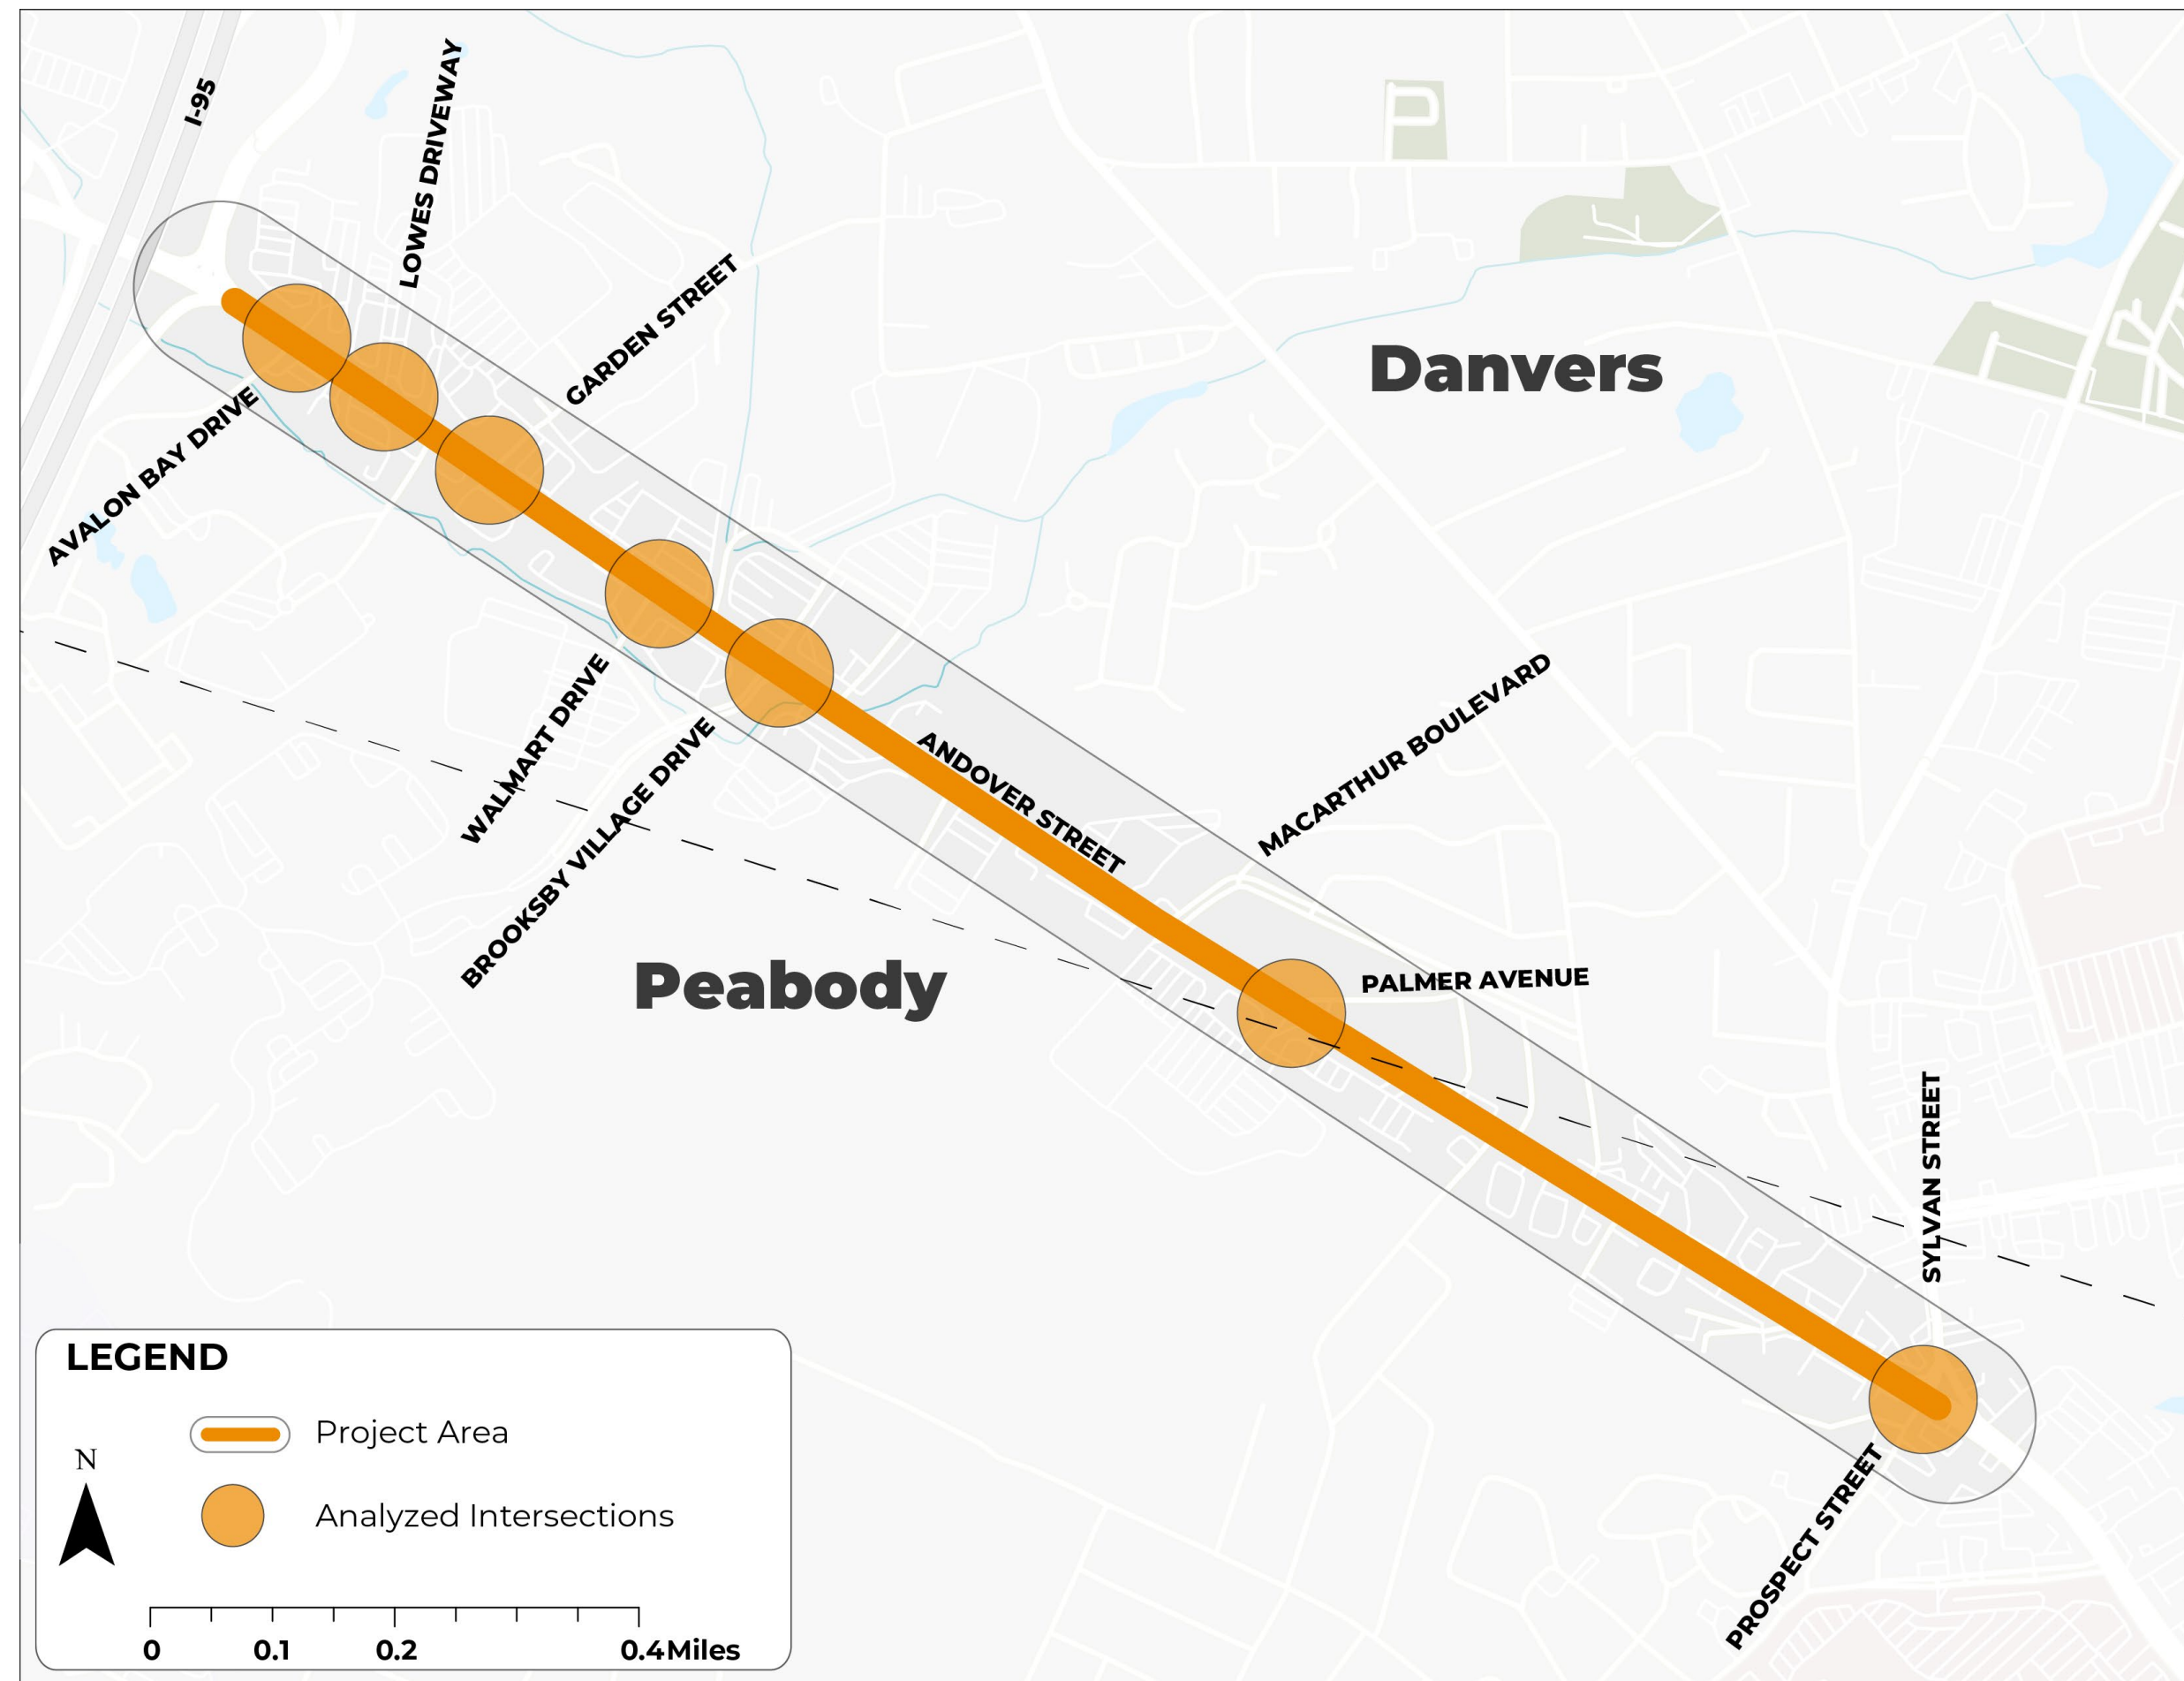 I-95
LOWES DRIVEWAY
GARDEN STREET
Danvers
AVALON BAY DRIVE
WALMART DRIVE
BROOKSBY VILLAGE DRIVE
ANDOVER STREET
MACARTHUR BOULEVARD
Peabody
PALMER AVENUE
SYLVAN STREET
PROSPECT STREET
LEGEND
Project Area
N
Analyzed Intersections
0 0.1 0.2 0.4Miles